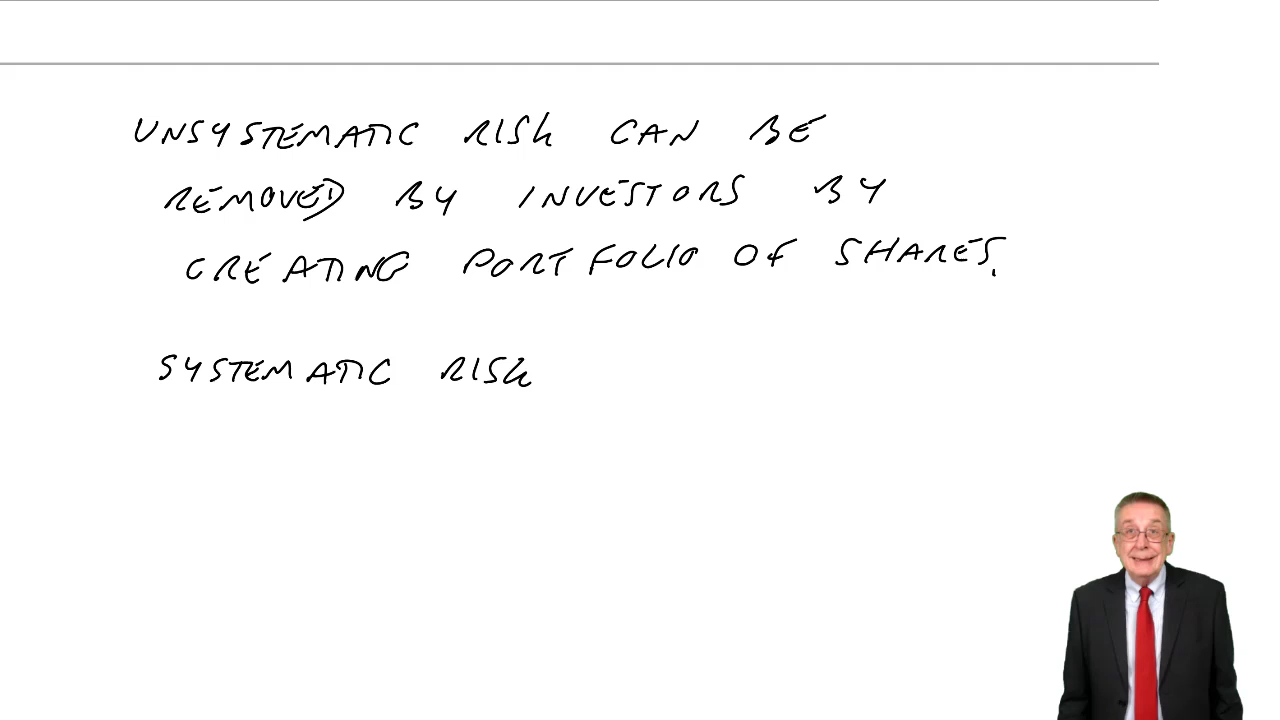 UNSYSTEMATIC RISK CAN BE
REMOVED BY INVESTORS BY
CREATING PORTFOLIO OF SHARES.
SYSTEMATIC RISK